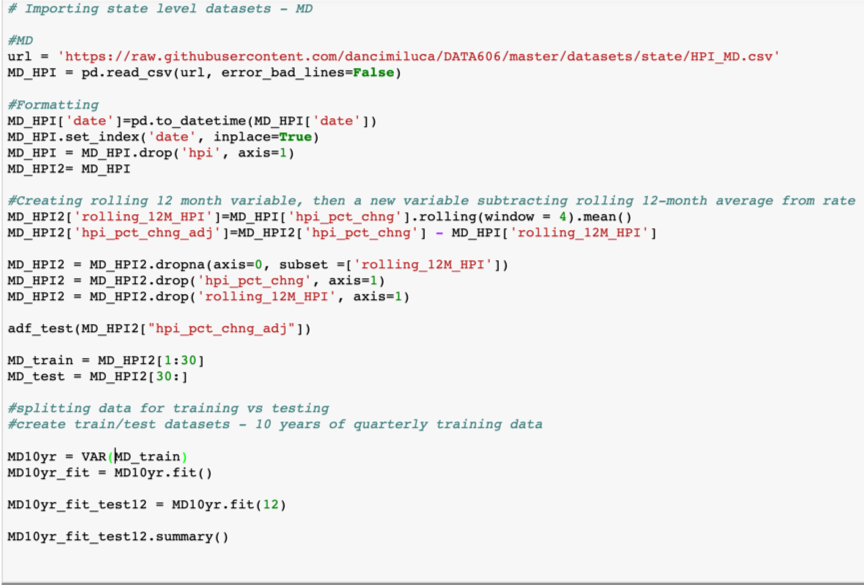 # Importing state level datasets - MD
#MD
url = 'https://raw.githubusercontent.com/dancimiluca/DATA606/master/datasets/state/HPI_MD.csv'
MD_HPI = pd.read_csv(url, error_bad_lines=False)
#Formatting
MD_HPI['date']=pd.to_datetime(MD_HPI['date'])
MD_HPI.set_index('date', inplace=True)
MD_HPI = MD_HPI.drop('hpi', axis=1)
MD_HPI2= MD_HPI
#Creating rolling 12 month variable, then a new variable subtracting rolling 12-month average from rate
MD_HPI2['rolling_12M_HPI']=MD_HPI['hpi_pct_chng'].rolling(window = 4).mean()
MD_HPI2['hpi_pct_chng_adj']=MD_HPI2['hpi_pct_chng'] - MD_HPI['rolling_12M_HPI']
MD_HPI2 = MD_HPI2.dropna(axis=0, subset =['rolling_12M_HPI'])
MD_HPI2 = MD_HPI2.drop('hpi_pct_chng', axis=1)
MD_HPI2 = MD_HPI2.drop('rolling_12M_HPI', axis=1)
adf_test(MD_HPI2["hpi_pct_chng_adj"])
MD_train = MD_HPI2[1:30]
MD_test = MD_HPI2[30:]
#splitting data for training vs testing
#create train/test datasets - 10 years of quarterly training data
MD10yr = VAR(MD_train)
MD10yr_fit = MD10yr.fit()
MD10yr_fit_test12 = MD10yr.fit(12)
MD10yr_fit_test12.summary()